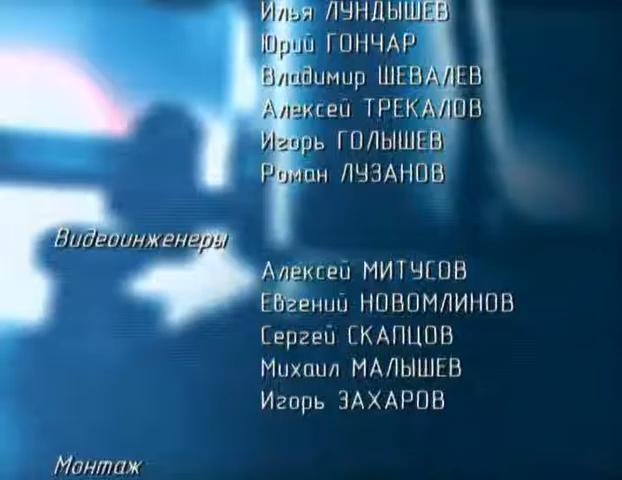 Илья ЛУНДЫШЕВ
Юрий ГОНЧАР
Владимир ШЕВАЛЕВ
Алексей ТРЕКАЛОВ
Игорь ГОЛЫШЕВ
Роман ЛУЗАНОВ
Видеоинженеры
Алексей МИТУСОВ
Евгений НОВОМЛИНОВ
Сергей СКАПЦОВ
Михаил МАЛЫШЕВ
Игорь ЗАХАРОВ
Монтаж